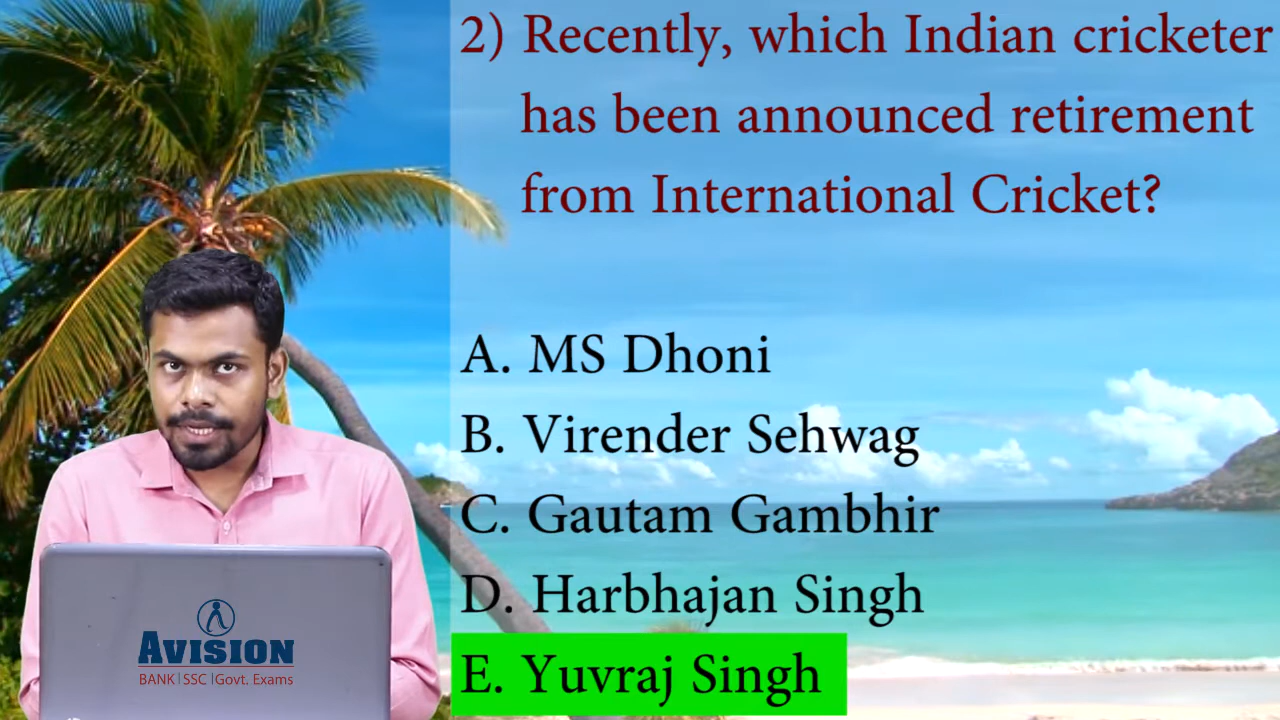 2) Recently, which Indian cricketer
has been announced retirement
from International Cricket?
A. MS Dhoni
B. Virender Sehwag
C. Gautam Gambhir
D. Harbhajan Singh
E. Yuvraj Singh
AVISION
BANK|SSC|Govt. Exams